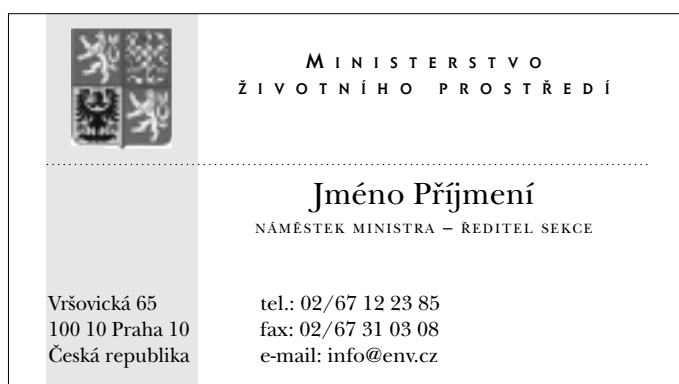 MINISTERSTVO
ŽIVOTNÍHO PROSTŘEDÍ
Jméno Příjmení
NÁMĚSTEK MINISTRA – ŘEDITEL SEKCE
Vršovická 65
100 10 Praha 10
Česká republika
tel.: 02/67 12 23 85
fax: 02/67 31 03 08
e-mail: info@env.cz